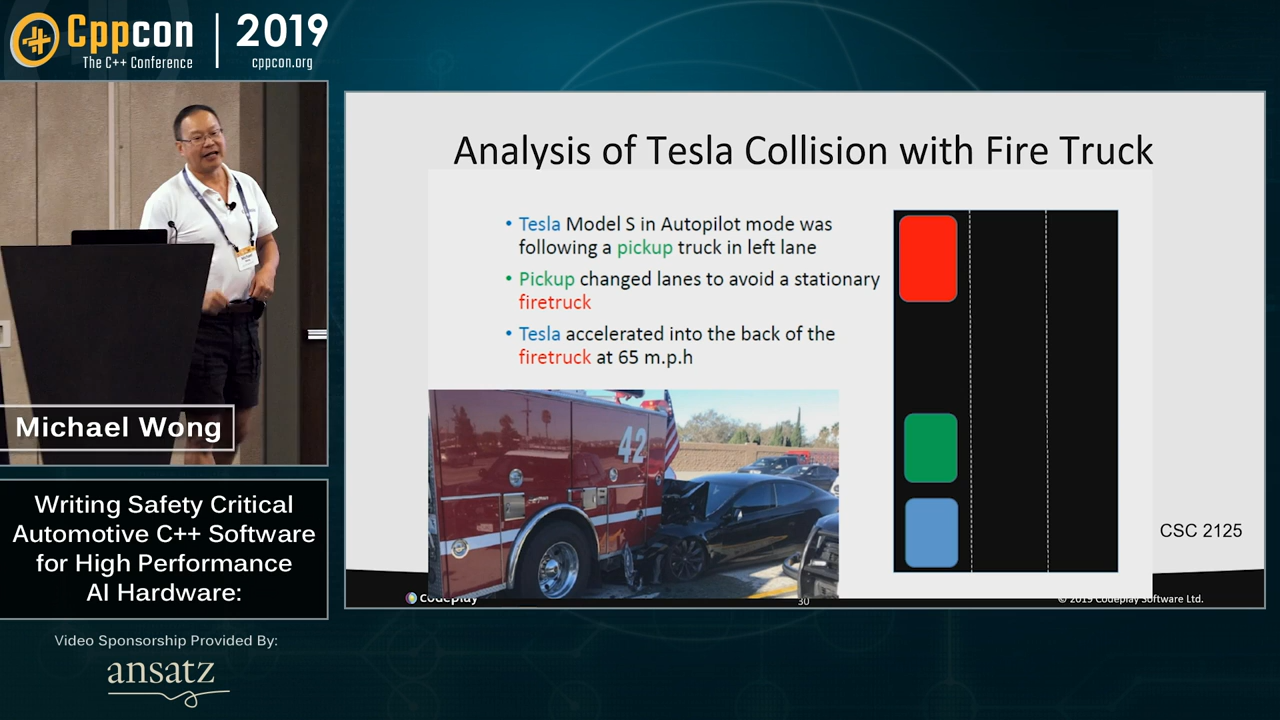 Cppcon
The C++ Conference
2019
cppcon.org
Michael Wong
Writing Safety Critical
Automotive C++ Software
for High Performance
AI Hardware:
Video Sponsorship Provided By:
ansatz
Analysis of Tesla Collision with Fire Truck
• Tesla Model S in Autopilot mode was
following a pickup truck in left lane
• Pickup changed lanes to avoid a stationary
firetruck
• Tesla accelerated into the back of the
firetruck at 65 m.p.h
42
CSC 2125
codeplay
30
© 2019 Codeplay Software Ltd.